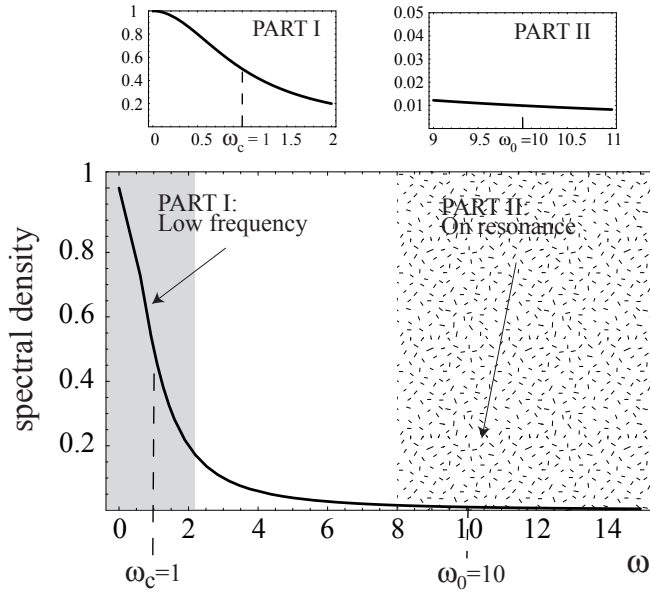 PART I
1
0.8
0.6
0.4
0.2
0
0.5
ω_c = 1
1.5
2
PART II
0.05
0.04
0.03
0.02
0.01
9
9.5
ω_0=10
10.5
11
spectral density
1
0.8
0.6
0.4
0.2
PART I:
Low frequency
PART II:
On resonance
0 2 4 6 8 10 12 14 ω
ω_c=1
ω_0=10